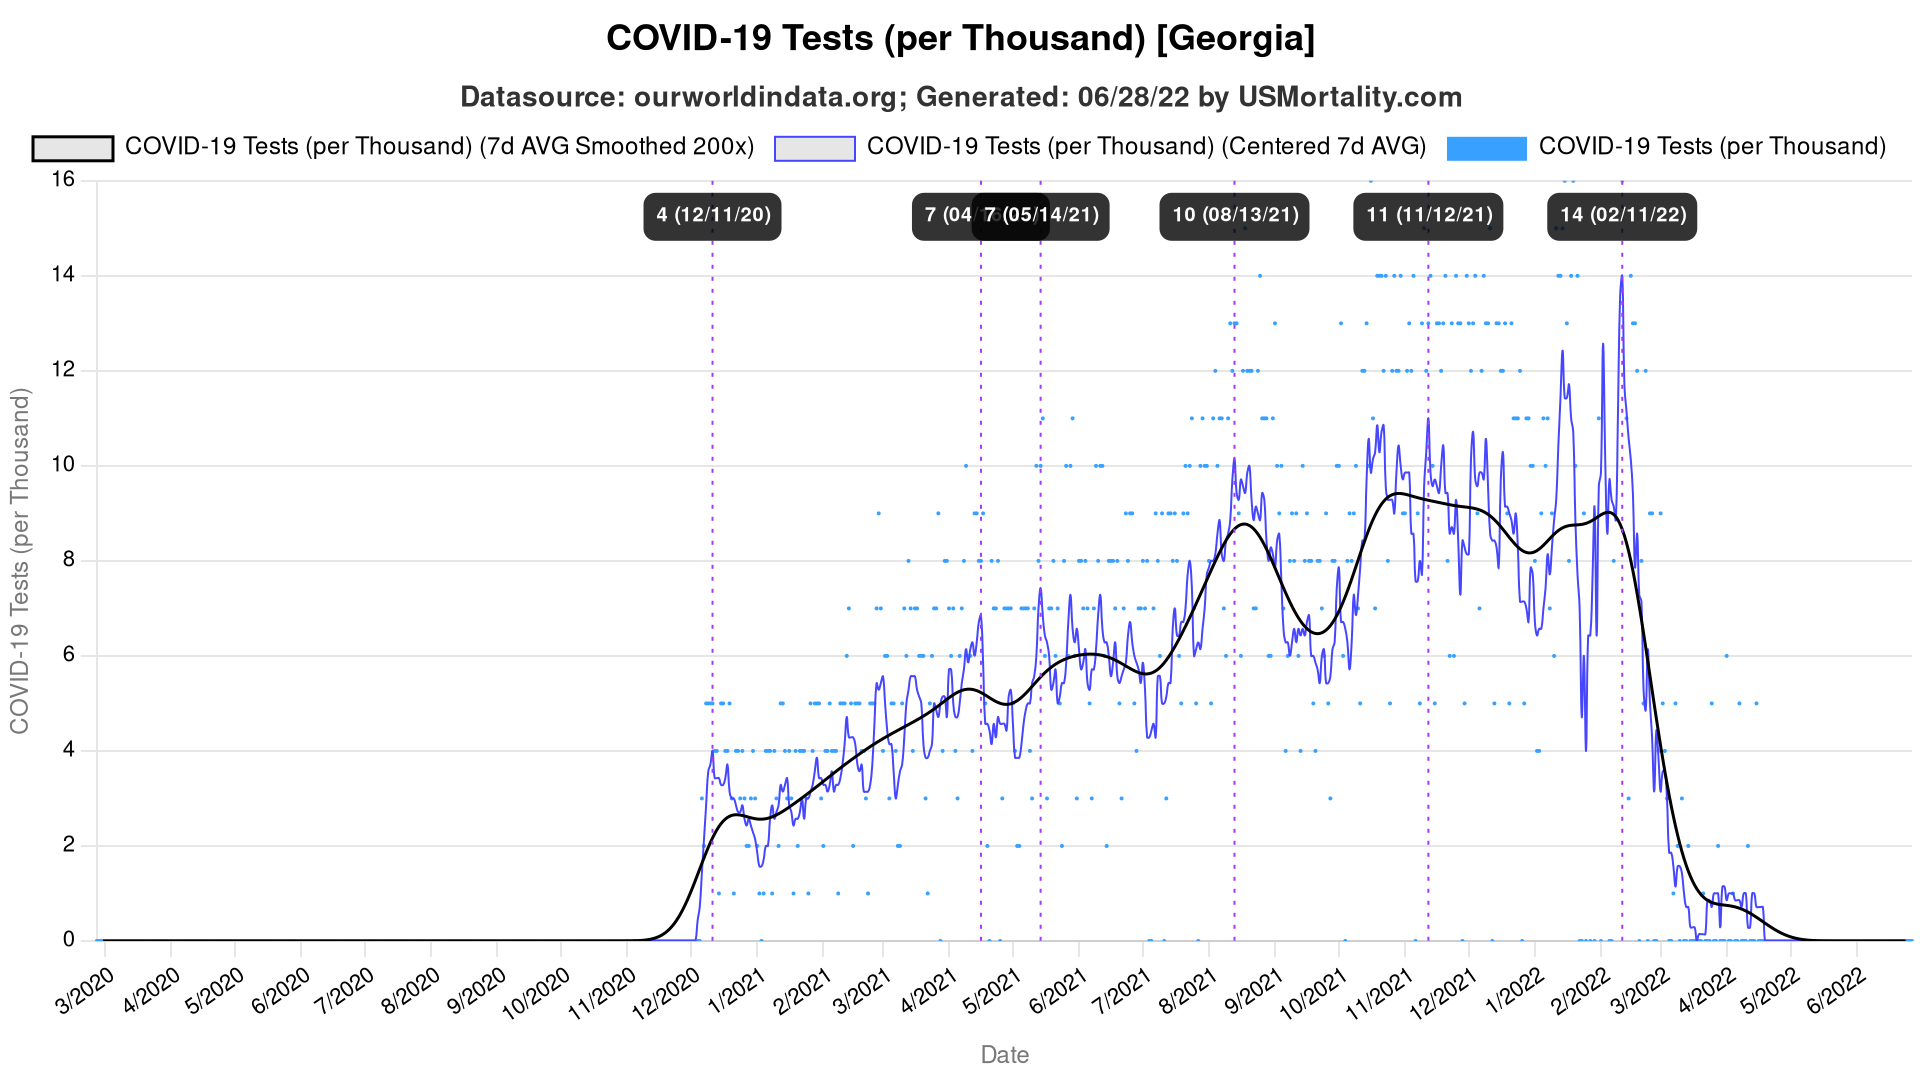 COVID-19 Tests (per Thousand) [Georgia]
Datasource: ourworldindata.org; Generated: 06/28/22 by USMortality.com
COVID-19 Tests (per Thousand) (7d AVG Smoothed 200x) COVID-19 Tests (per Thousand) (Centered 7d AVG) COVID-19 Tests (per Thousand)
4 (12/11/20) 7 (04/1 7 (05/14/21) 10 (08/13/21) 11 (11/12/21) 14 (02/11/22)
COVID-19 Tests (per Thousand)
16
14
12
10
8
6
4
2
0
3/2020 4/2020 5/2020 6/2020 7/2020 8/2020 9/2020 10/2020 11/2020 12/2020 1/2021 2/2021 3/2021 4/2021 5/2021 6/2021 7/2021 8/2021 9/2021 10/2021 11/2021 12/2021 1/2022 2/2022 3/2022 4/2022 5/2022 6/2022
Date